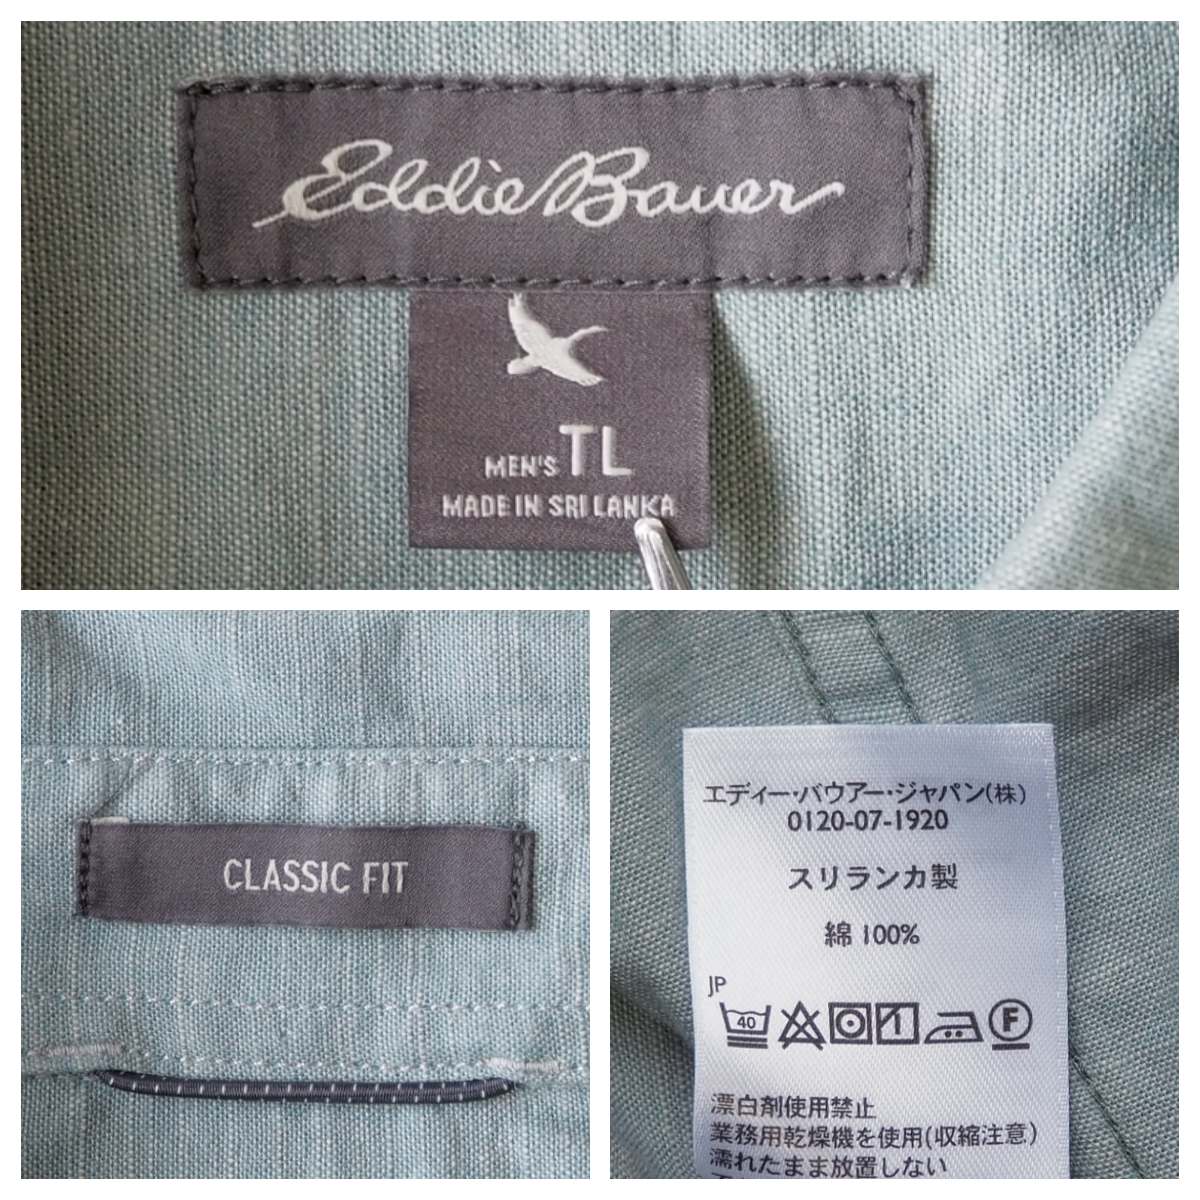 Eddie Bauer
MEN'S TL
MADE IN SRI LANKA
CLASSIC FIT
エディー・バウアー・ジャパン(株)
0120-07-1920
スリランカ製
綿 100%
JP
40
F
漂白剤使用禁止
業務用乾燥機を使用(収縮注意)
濡れたまま放置しない